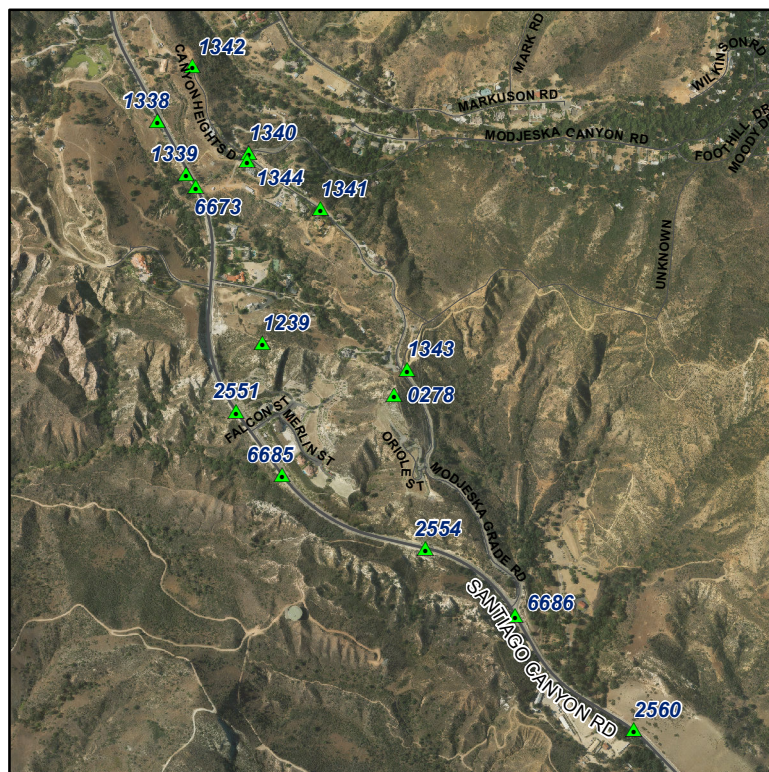 MARK RD
WILKINSON RD
1342
CANYON HEIGHTS D
MARKUSON RD
1338
MODJESKA CANYON RD
FOOTHILL DR
MOODY DR
1340
1344
1339
6673
1341
UNKNOWN
1239
1343
0278
2551
FALCON ST
MERLIN ST
ORIOLE ST
6685
MODJESKA GRADE RD
2554
6686
SANTIAGO CANYON RD
2560